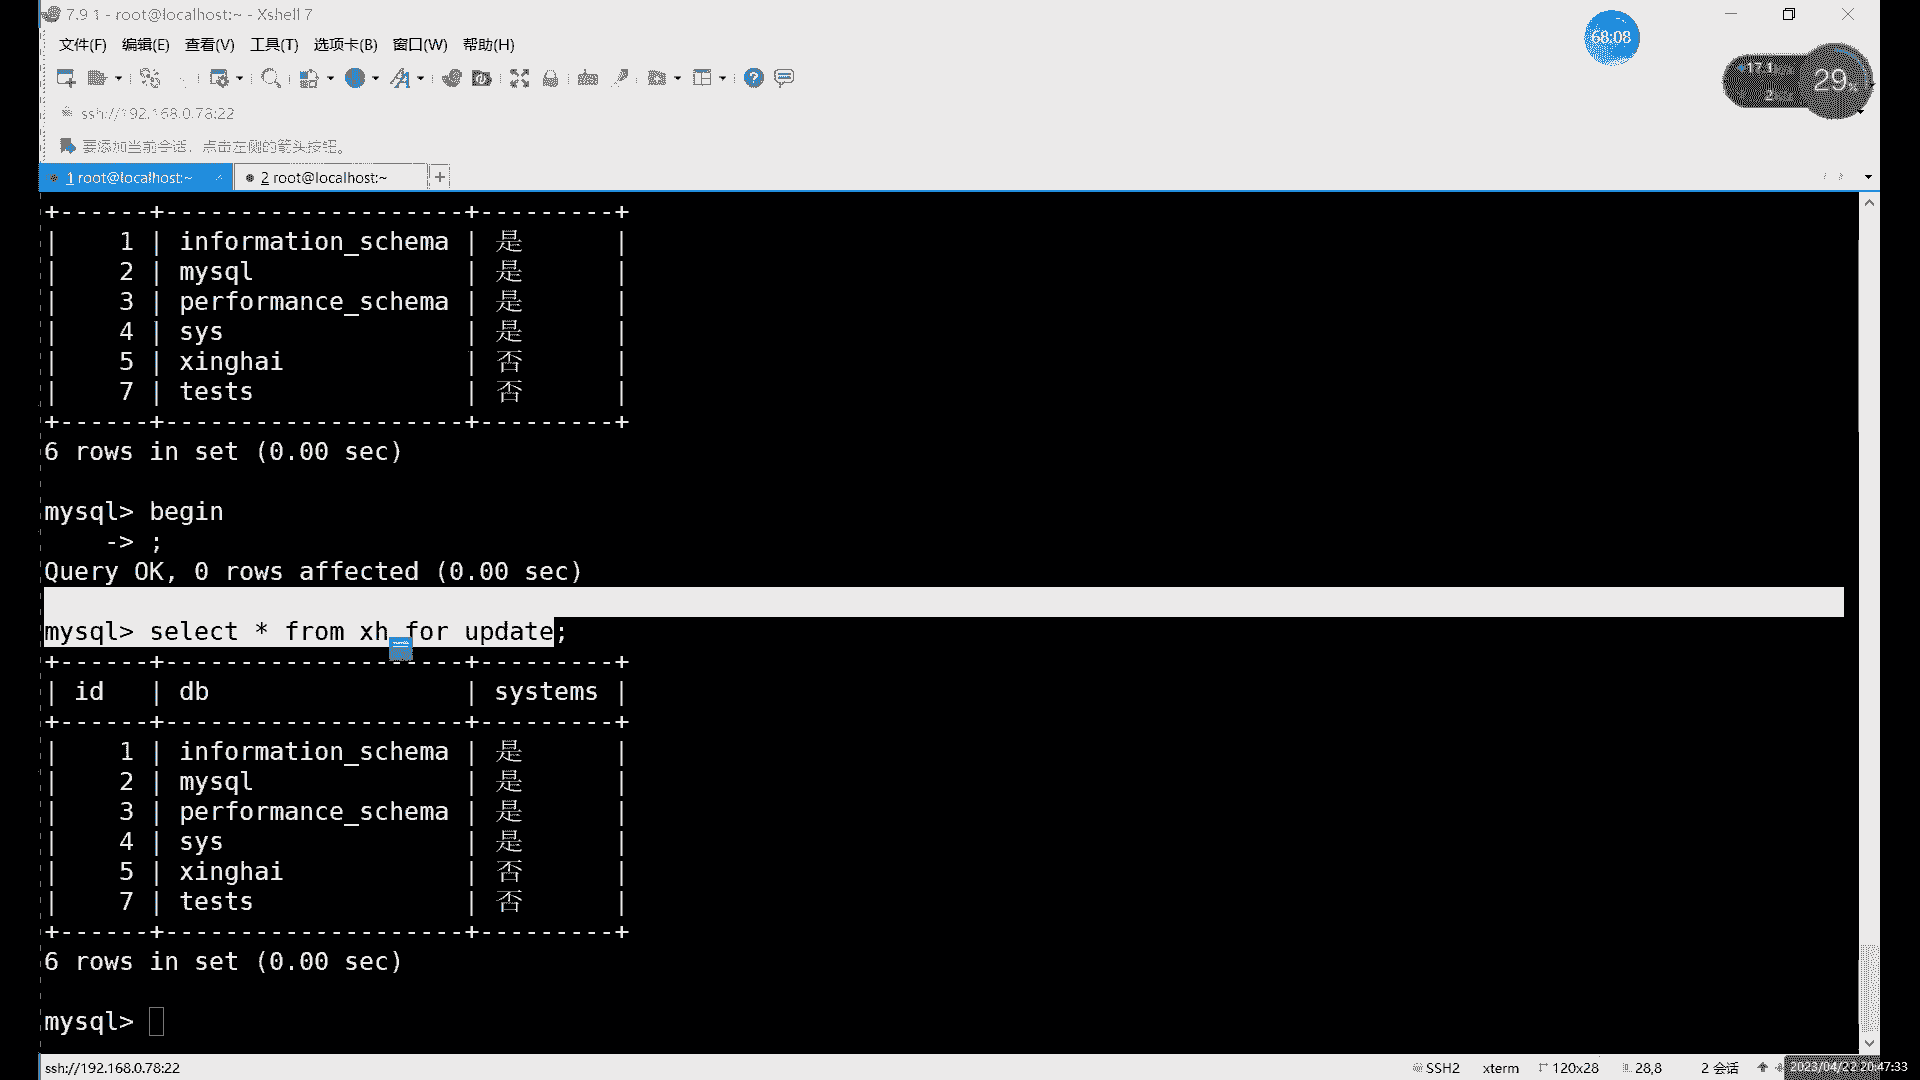 7.9 1 - root@localhost:~ - Xshell 7
68:08
文件(F) 编辑(E) 查看(V) 工具(T) 选项卡(B) 窗口(W) 帮助(H)
17.1
29%
2
ssh://192.168.0.78:22
要添加当前会话，点击左侧的箭头按钮。
1 root@localhost:~ 2 root@localhost:~ +
+------+--------------------+---------+
|    1 | information_schema | 是      |
|    2 | mysql              | 是      |
|    3 | performance_schema | 是      |
|    4 | sys                | 是      |
|    5 | xinghai            | 否      |
|    7 | tests              | 否      |
+------+--------------------+---------+
6 rows in set (0.00 sec)
mysql> begin
    -> ;
Query OK, 0 rows affected (0.00 sec)
mysql> select * from xh for update;
+------+--------------------+---------+
| id   | db                 | systems |
+------+--------------------+---------+
|    1 | information_schema | 是      |
|    2 | mysql              | 是      |
|    3 | performance_schema | 是      |
|    4 | sys                | 是      |
|    5 | xinghai            | 否      |
|    7 | tests              | 否      |
+------+--------------------+---------+
6 rows in set (0.00 sec)
mysql>
ssh://192.168.0.78:22 SSH2 xterm 120x28 28,8 2 会话 2023/04/22 20:47:33